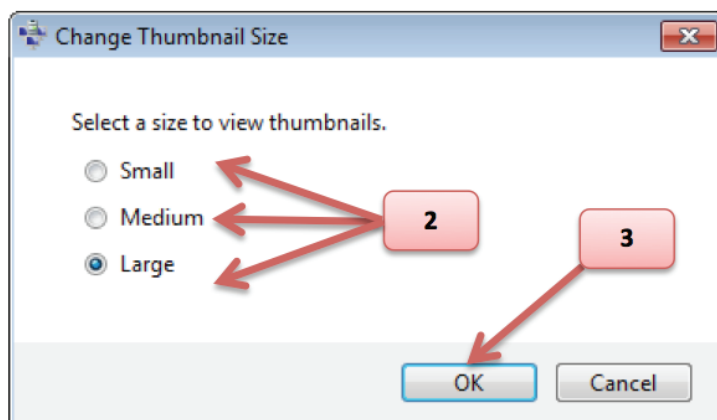 Change Thumbnail Size
Select a size to view thumbnails.
Small
Medium
Large
2
3
OK
Cancel